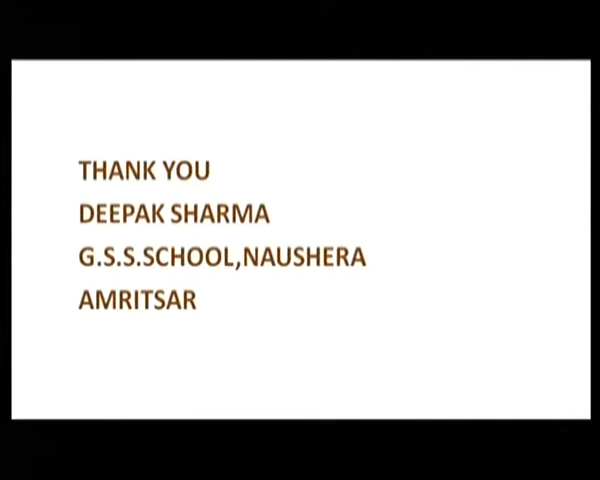 THANK YOU
DEEPAK SHARMA
G.S.S.SCHOOL,NAUSHERA
AMRITSAR